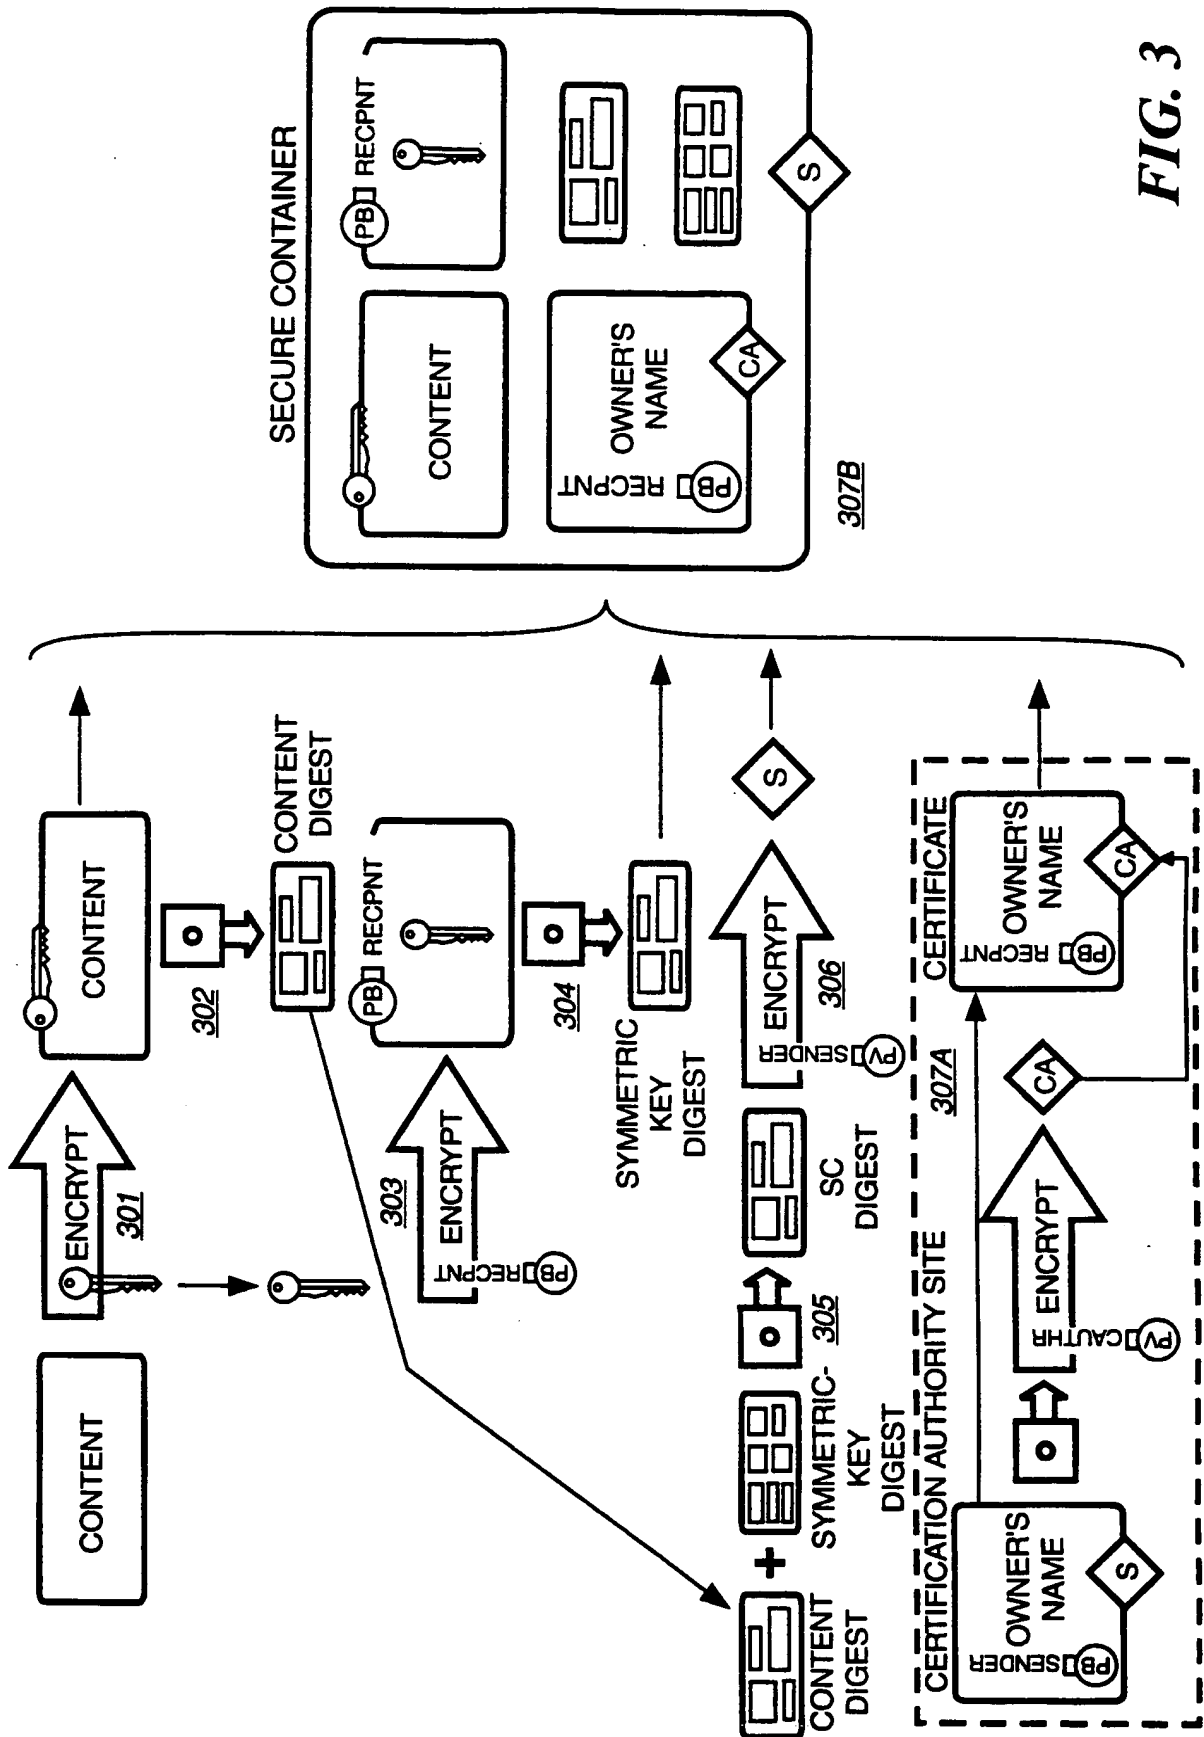 CONTENT
ENCRYPT
301
CONTENT
302
CONTENT
DIGEST
303
ENCRYPT
RECPNT
PB
PB RECPNT
304
SYMMETRIC
KEY
DIGEST
CONTENT
DIGEST
+
SYMMETRIC-
KEY
DIGEST
305
SC
DIGEST
ENCRYPT
SENDER
PV
306
S
CERTIFICATION AUTHORITY SITE
307A
CERTIFICATE
SENDER
PB
OWNER'S
NAME
S
ENCRYPT
CAUTHR
PV
CA
RECPNT
PB
OWNER'S
NAME
CA
SECURE CONTAINER
CONTENT
PB RECPNT
RECPNT
PB
OWNER'S
NAME
CA
S
307B
FIG. 3